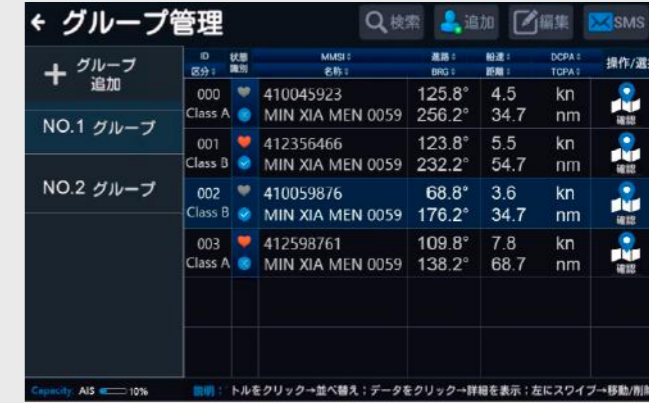 ← グループ管理 検索 追加 編集 SMS
+ グループ
追加
NO.1 グループ
NO.2 グループ
ID 状態 MMSI 進路 船速 DCPA 操作/選
区分 識別 名称 BRG 距離 TCPA
000 410045923 125.8° 4.5 kn
Class A MIN XIA MEN 0059 256.2° 34.7 nm 確認
001 412356466 123.8° 5.5 kn
Class B MIN XIA MEN 0059 232.2° 54.7 nm 確認
002 410059876 68.8° 3.6 kn
Class B MIN XIA MEN 0059 176.2° 34.7 nm 確認
003 412598761 109.8° 7.8 kn
Class A MIN XIA MEN 0059 138.2° 68.7 nm 確認
Capacity: AIS 10% 説明: トルをクリック→並べ替え；データをクリック→詳細を表示；左にスワイプ→移動/削